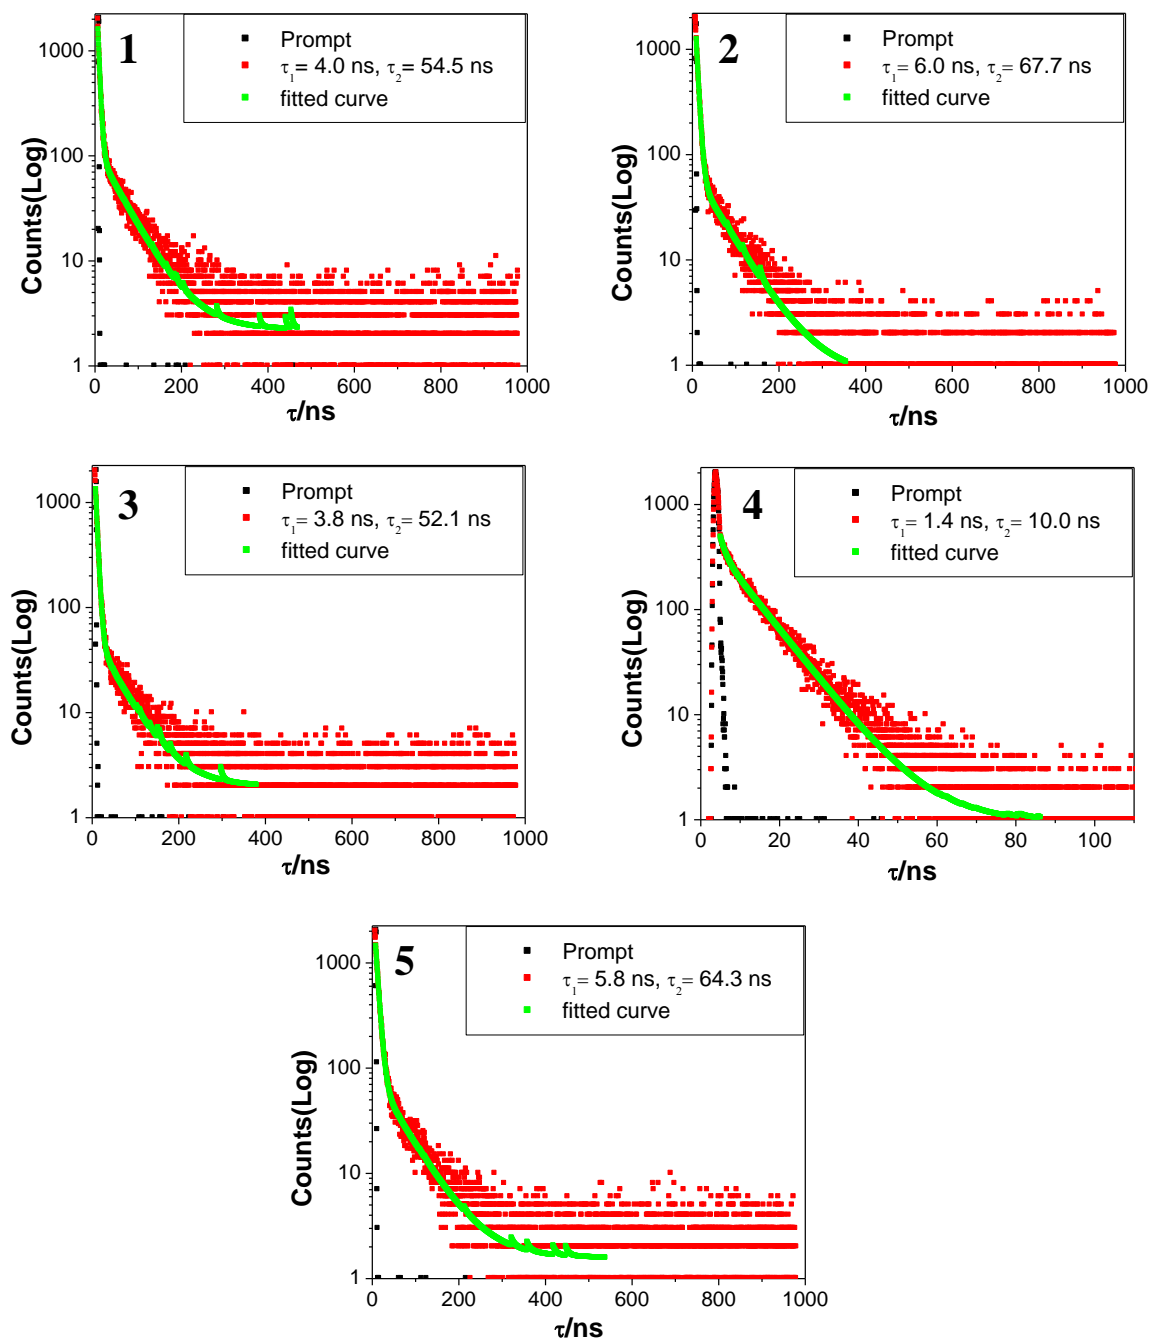 1
Prompt
τ1= 4.0 ns, τ2= 54.5 ns
fitted curve
1000
100
10
1
Counts(Log)
0 200 400 600 800 1000
τ/ns
2
Prompt
τ1= 6.0 ns, τ2= 67.7 ns
fitted curve
1000
100
10
1
Counts(Log)
0 200 400 600 800 1000
τ/ns
3
Prompt
τ1= 3.8 ns, τ2= 52.1 ns
fitted curve
1000
100
10
1
Counts(Log)
0 200 400 600 800 1000
τ/ns
4
Prompt
τ1= 1.4 ns, τ2= 10.0 ns
fitted curve
1000
100
10
1
Counts(Log)
0 20 40 60 80 100
τ/ns
5
Prompt
τ1= 5.8 ns, τ2= 64.3 ns
fitted curve
1000
100
10
1
Counts(Log)
0 200 400 600 800 1000
τ/ns